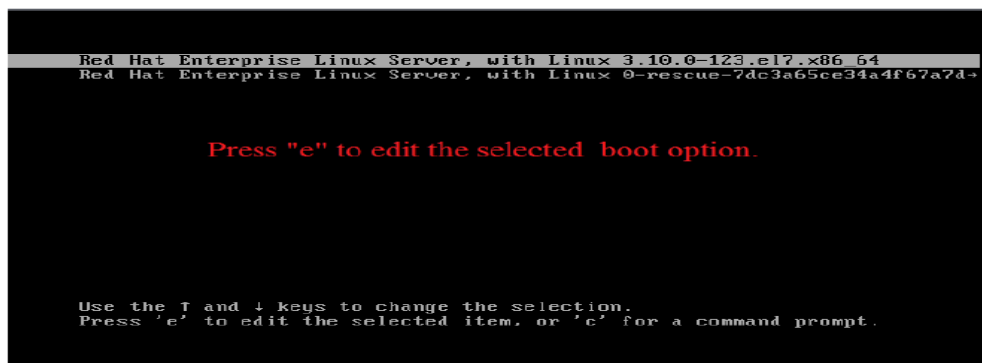 Red Hat Enterprise Linux Server, with Linux 3.10.0-123.el7.x86_64
Red Hat Enterprise Linux Server, with Linux 0-rescue-7dc3a65ce34a4f67a7d→
Press "e" to edit the selected boot option.
Use the ↑ and ↓ keys to change the selection.
Press 'e' to edit the selected item, or 'c' for a command prompt.